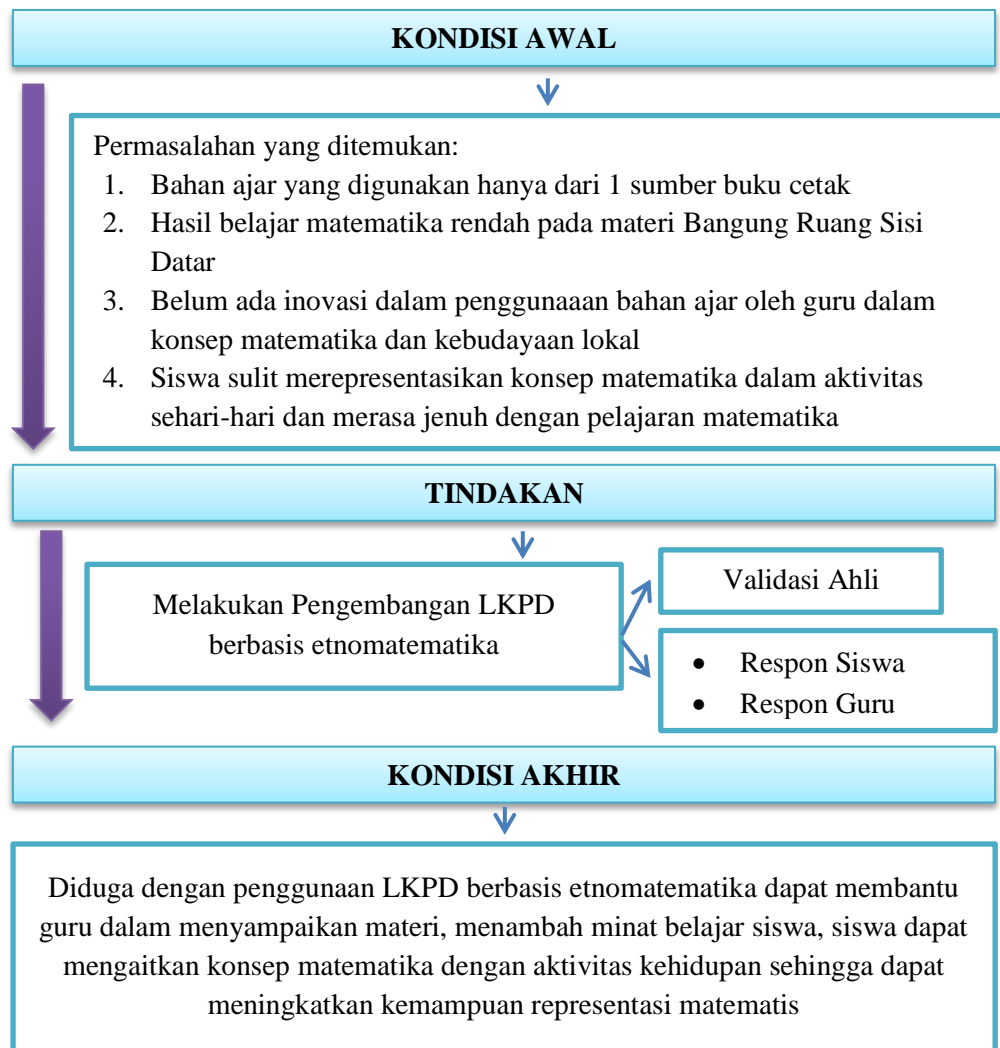 KONDISI AWAL
Permasalahan yang ditemukan:
1. Bahan ajar yang digunakan hanya dari 1 sumber buku cetak
2. Hasil belajar matematika rendah pada materi Bangung Ruang Sisi
Datar
3. Belum ada inovasi dalam penggunaaan bahan ajar oleh guru dalam
konsep matematika dan kebudayaan lokal
4. Siswa sulit merepresentasikan konsep matematika dalam aktivitas
sehari-hari dan merasa jenuh dengan pelajaran matematika
TINDAKAN
Melakukan Pengembangan LKPD
berbasis etnomatematika
Validasi Ahli
• Respon Siswa
• Respon Guru
KONDISI AKHIR
Diduga dengan penggunaan LKPD berbasis etnomatematika dapat membantu
guru dalam menyampaikan materi, menambah minat belajar siswa, siswa dapat
mengaitkan konsep matematika dengan aktivitas kehidupan sehingga dapat
meningkatkan kemampuan representasi matematis